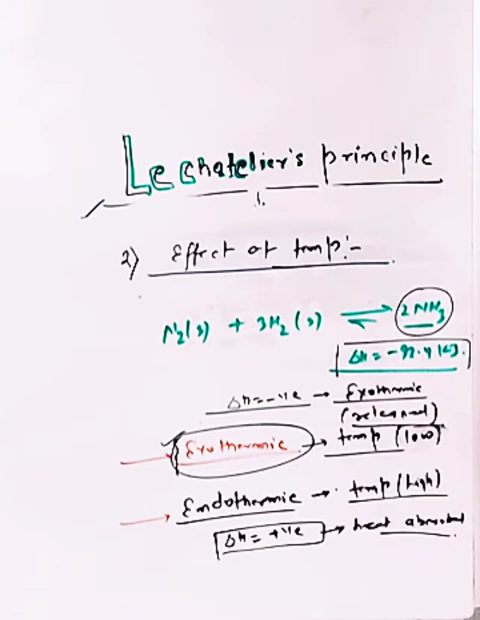 Le chatelier's principle
2) Effect of temp:-
N2(g) + 3H2(g) ⇌ 2NH3
ΔH = -92.4 KJ.
ΔH = -ve → Exothermic
(released)
Exothermic → temp (low)
Endothermic → temp (high)
ΔH = +ve → heat absorbed